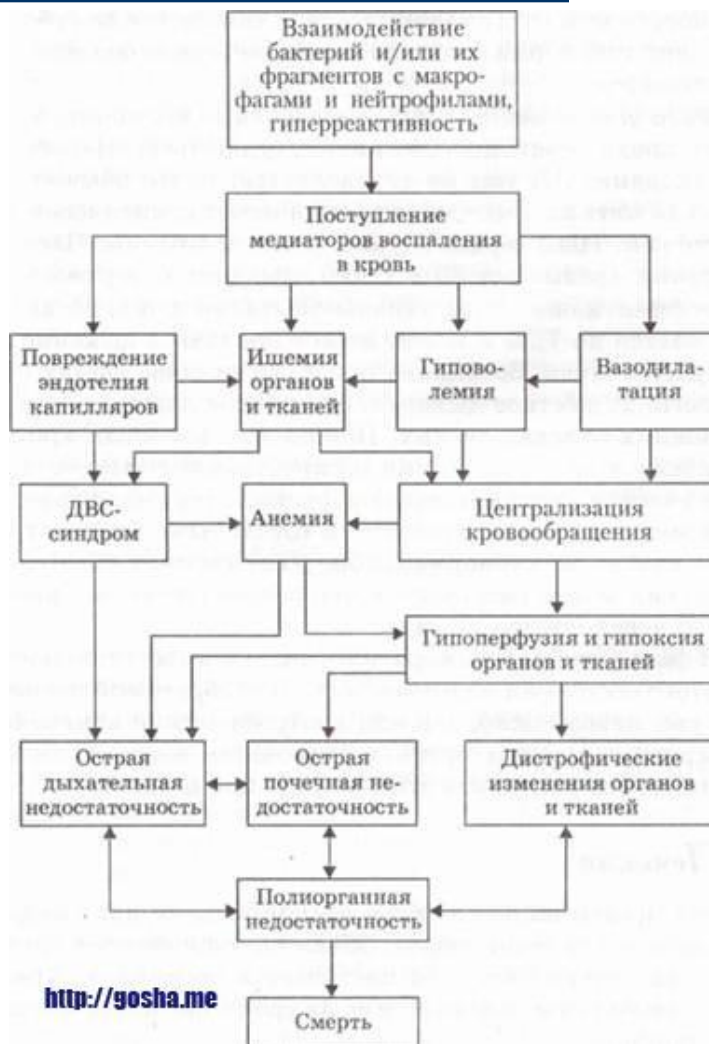 Взаимодействие
бактерий и/или их
фрагментов с макро-
фагами и нейтрофилами,
гиперреактивность
Поступление
медиаторов воспаления
в кровь
Повреждение
эндотелия
капилляров
Ишемия
органов
и тканей
Гипово-
лемия
Вазодила-
тация
ДВС-
синдром
Анемия
Централизация
кровообращения
Гипоперфузия и гипоксия
органов и тканей
Острая
дыхательная
недостаточность
Острая
почечная не-
достаточность
Дистрофические
изменения органов
и тканей
Полиорганная
недостаточность
http://gosha.me
Смерть